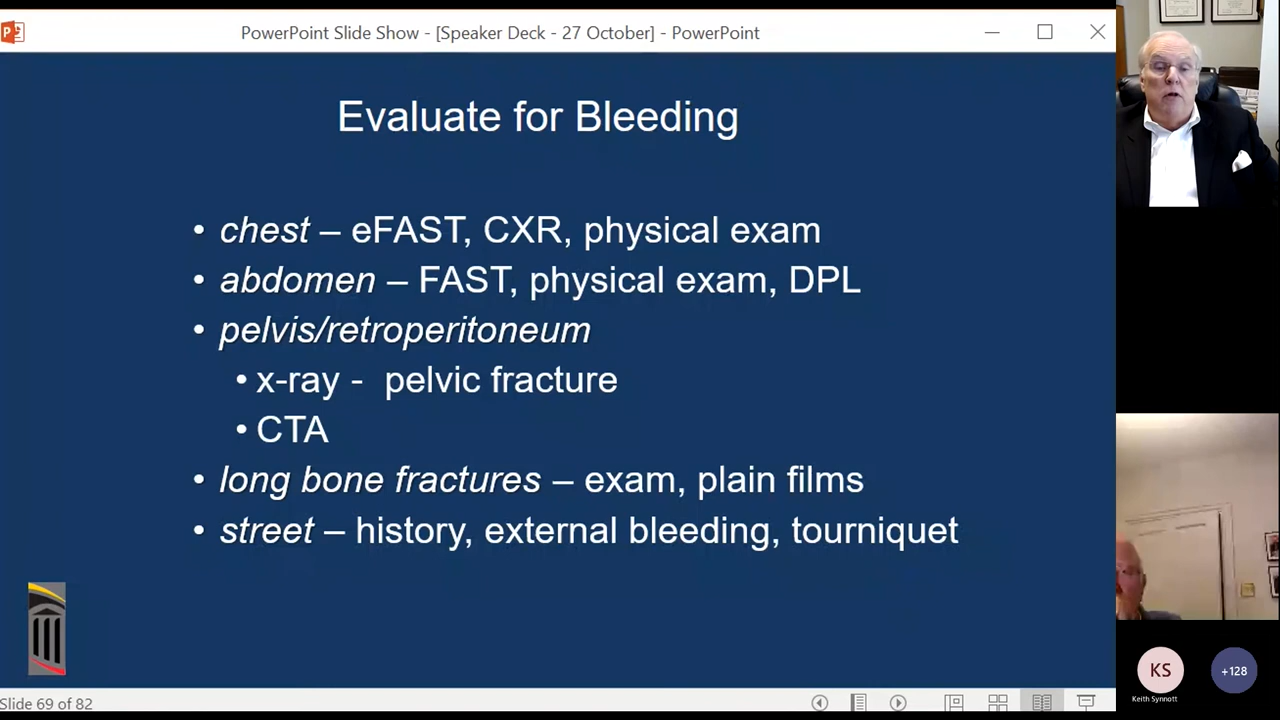 PowerPoint Slide Show - [Speaker Deck - 27 October] - PowerPoint
Evaluate for Bleeding
• chest – eFAST, CXR, physical exam
• abdomen – FAST, physical exam, DPL
• pelvis/retroperitoneum
• x-ray - pelvic fracture
• CTA
• long bone fractures – exam, plain films
• street – history, external bleeding, tourniquet
Slide 69 of 82
KS
Keith Synnott
+128